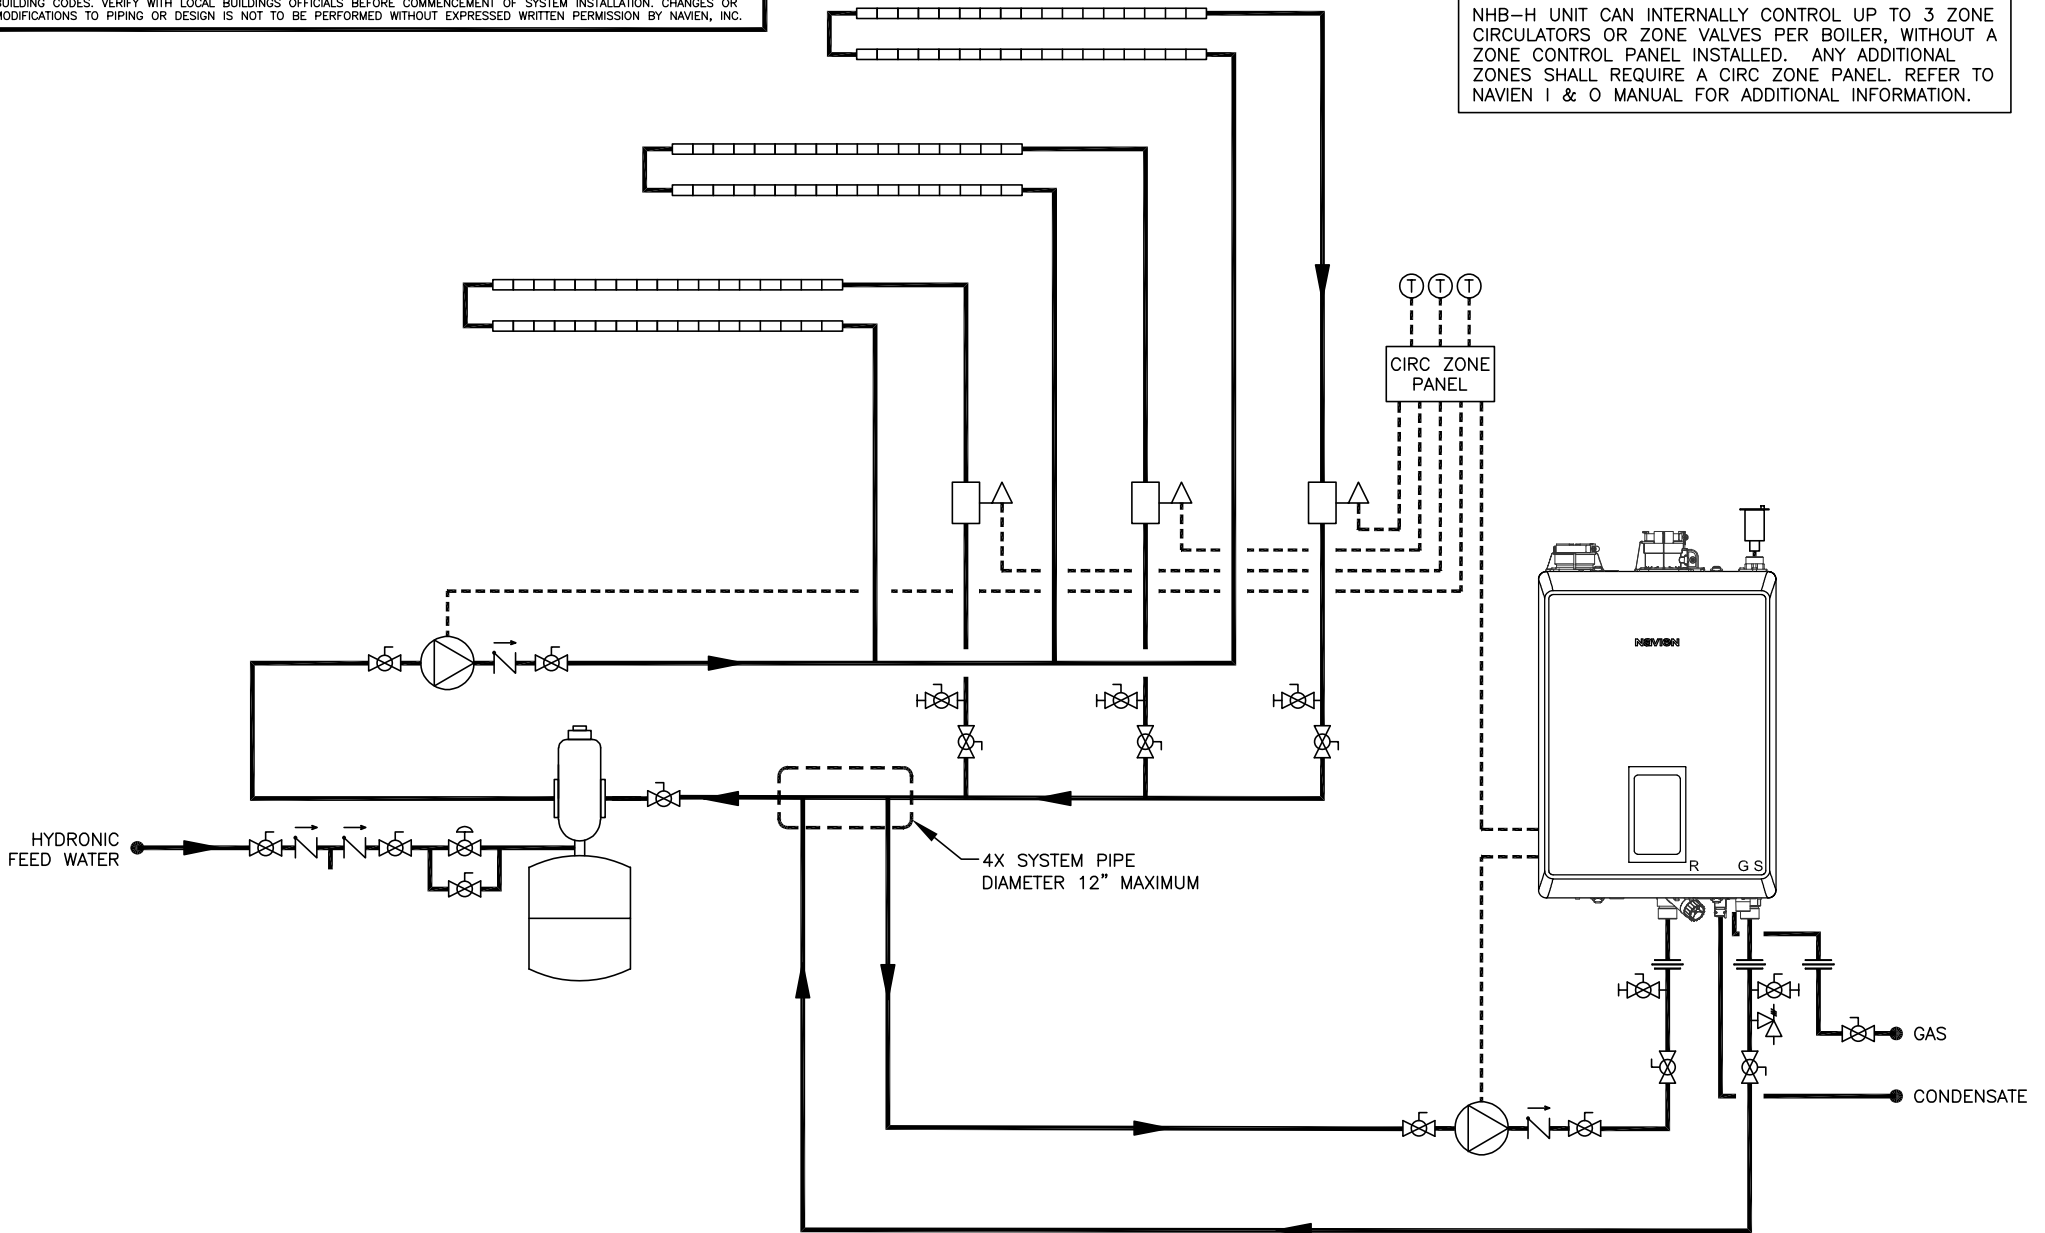 BUILDING CODES. VERIFY WITH LOCAL BUILDINGS OFFICIALS BEFORE COMMENCEMENT OF SYSTEM INSTALLATION. CHANGES OR
MODIFICATIONS TO PIPING OR DESIGN IS NOT TO BE PERFORMED WITHOUT EXPRESSED WRITTEN PERMISSION BY NAVIEN, INC.
NHB-H UNIT CAN INTERNALLY CONTROL UP TO 3 ZONE
CIRCULATORS OR ZONE VALVES PER BOILER, WITHOUT A
ZONE CONTROL PANEL INSTALLED. ANY ADDITIONAL
ZONES SHALL REQUIRE A CIRC ZONE PANEL. REFER TO
NAVIEN I & O MANUAL FOR ADDITIONAL INFORMATION.
T T T
CIRC ZONE
PANEL
NAVIEN
HYDRONIC
FEED WATER
4X SYSTEM PIPE
DIAMETER 12" MAXIMUM
R G S
GAS
CONDENSATE